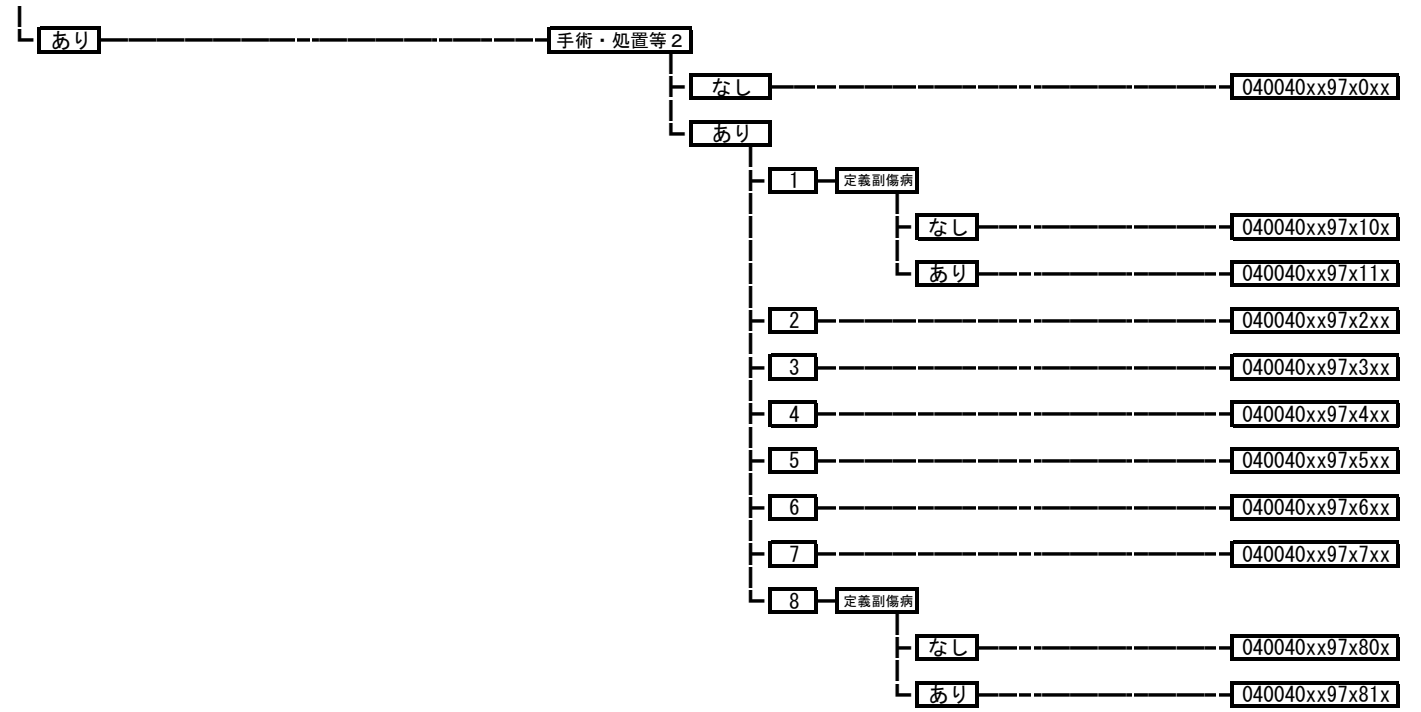 あり 手術・処置等２
なし 040040xx97x0xx
あり
1 定義副傷病
なし 040040xx97x10x
あり 040040xx97x11x
2 040040xx97x2xx
3 040040xx97x3xx
4 040040xx97x4xx
5 040040xx97x5xx
6 040040xx97x6xx
7 040040xx97x7xx
8 定義副傷病
なし 040040xx97x80x
あり 040040xx97x81x